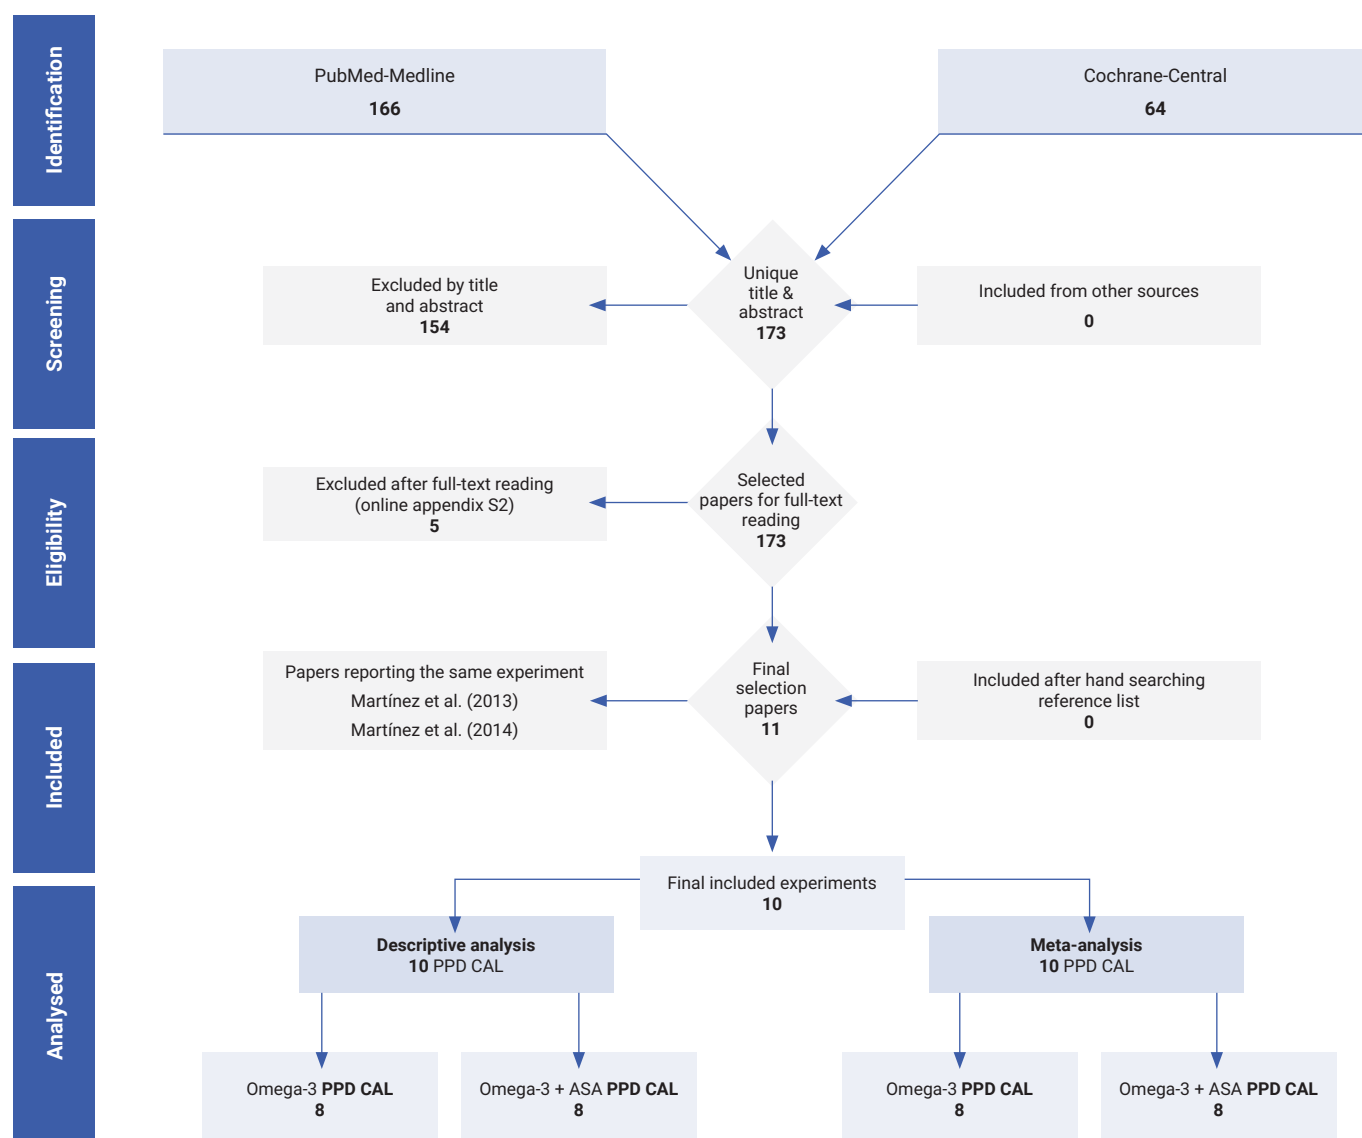 Identification
PubMed-Medline
166
Cochrane-Central
64
Screening
Excluded by title
and abstract
154
Unique
title &
abstract
173
Included from other sources
0
Eligibility
Excluded after full-text reading
(online appendix S2)
5
Selected
papers for full-text
reading
173
Included
Papers reporting the same experiment
Martínez et al. (2013)
Martínez et al. (2014)
Final
selection
papers
11
Included after hand searching
reference list
0
Analysed
Final included experiments
10
Descriptive analysis
10 PPD CAL
Meta-analysis
10 PPD CAL
Omega-3 PPD CAL
8
Omega-3 + ASA PPD CAL
8
Omega-3 PPD CAL
8
Omega-3 + ASA PPD CAL
8